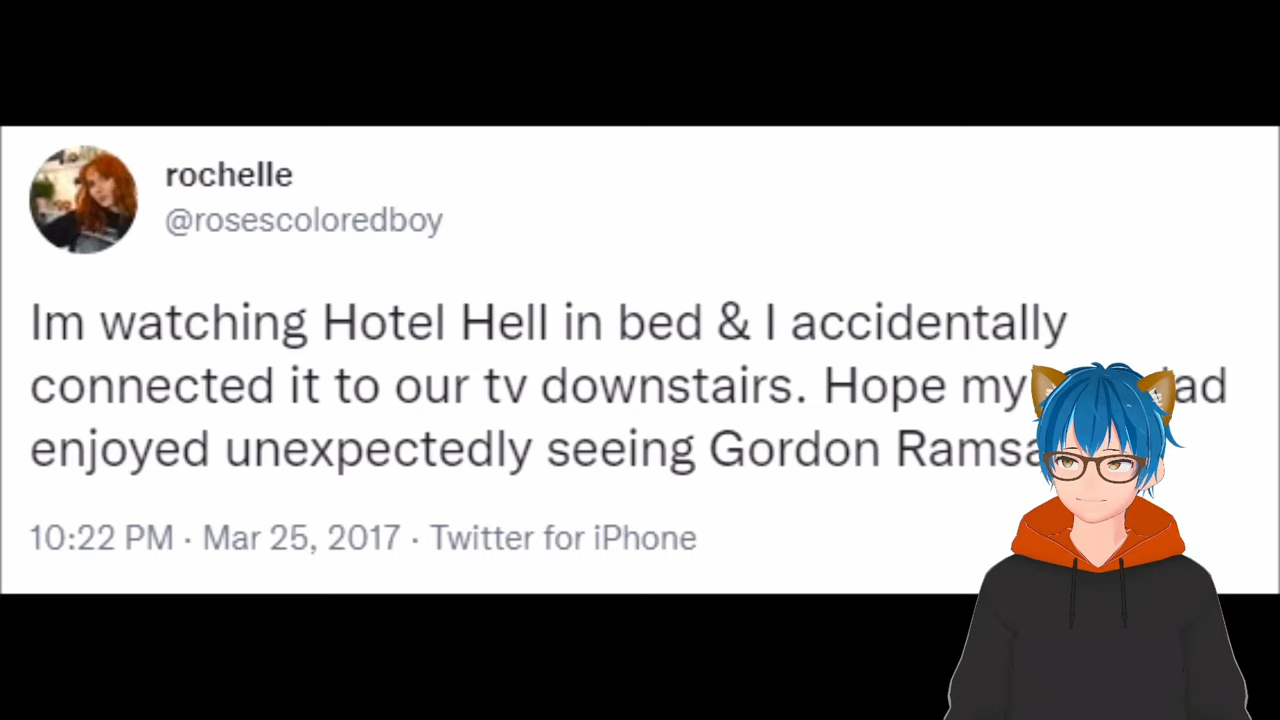 rochelle
@rosescoloredboy
Im watching Hotel Hell in bed & I accidentally
connected it to our tv downstairs. Hope my
enjoyed unexpectedly seeing Gordon
10:22 PM · Mar 25, 2017 · Twitter for iPhone